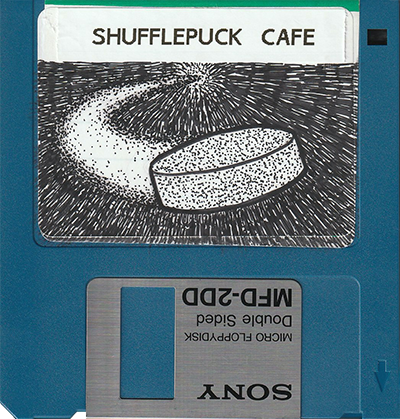 SHUFFLEPUCK CAFE
SONY
MICRO FLOPPYDISK
Double Sided
MFD-2DD